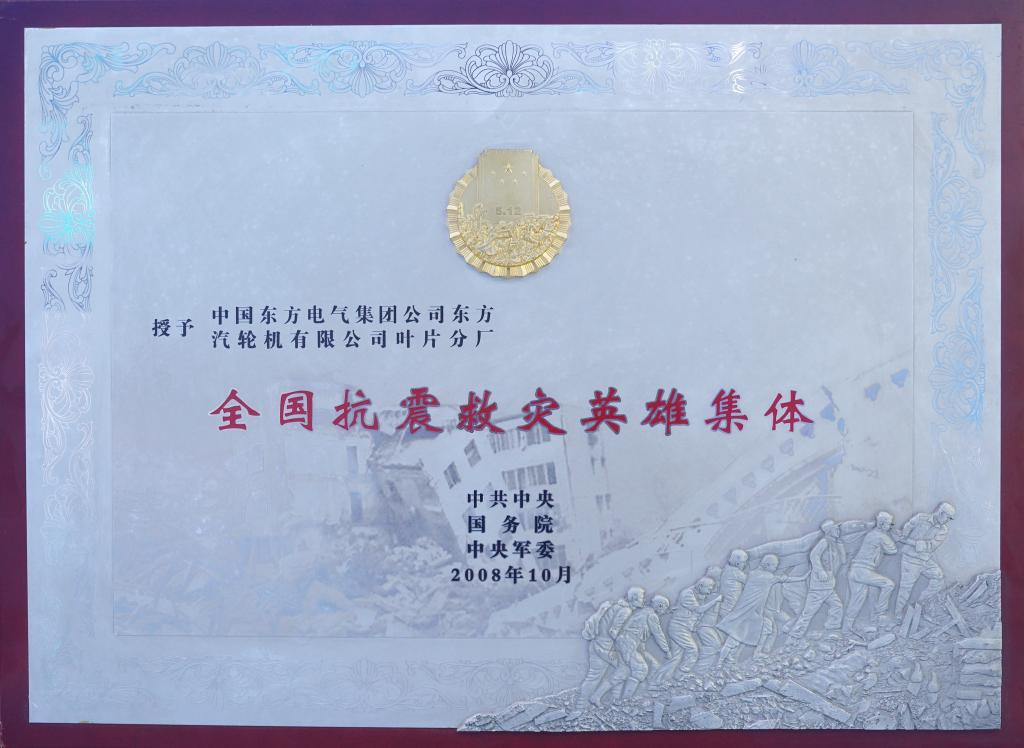 5.12
授予
中国东方电气集团公司东方
汽轮机有限公司叶片分厂
全国抗震救灾英雄集体
中共中央
国务院
中央军委
2008年10月